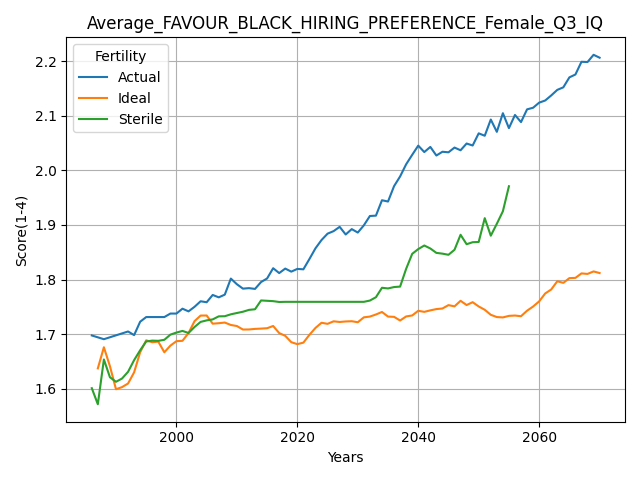 Average_FAVOUR_BLACK_HIRING_PREFERENCE_Female_Q3_IQ
Fertility
Actual
Ideal
Sterile
Score(1-4)
2.2
2.1
2.0
1.9
1.8
1.7
1.6
2000
2020
2040
2060
Years